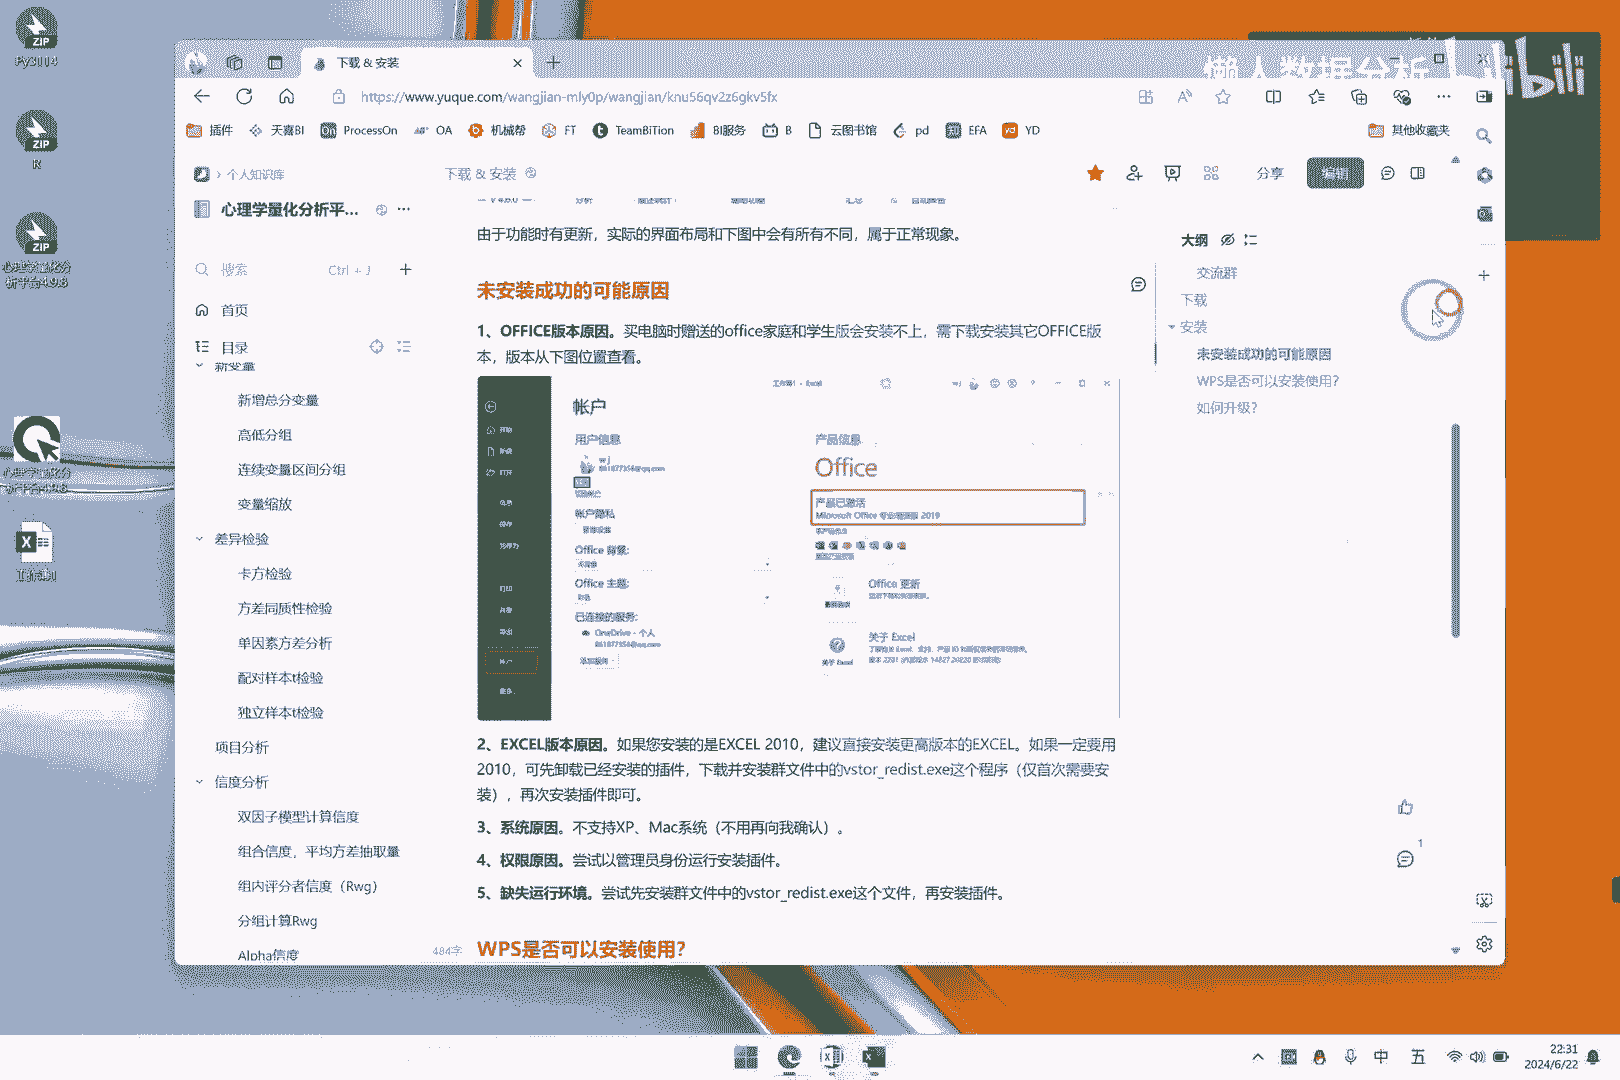 ZIP
Py3114
ZIP
R
ZIP
心理学量化分
析平台4.9.8
心理学量化分
析平台4.9.8
工作簿1
下载 & 安装
懒人数据分析 bilibili
https://www.yuque.com/wangjian-mly0p/wangjian/knu56qv2z6gkv5fx
插件 天喜BI ProcessOn OA 机械帮 FT TeamBiTion BI服务 B 云图书馆 pd EFA YD 其他收藏夹
个人知识库
下载 & 安装
分享
编辑
心理学量化分析平...
搜索 Ctrl + J
首页
目录
新变量
新增总分变量
高低分组
连续变量区间分组
变量缩放
差异检验
卡方检验
方差同质性检验
单因素方差分析
配对样本t检验
独立样本t检验
项目分析
信度分析
双因子模型计算信度
组合信度，平均方差抽取量
组内评分者信度（Rwg）
分组计算Rwg
Alpha信度
484字
由于功能时有更新，实际的界面布局和下图中会有所有不同，属于正常现象。
未安装成功的可能原因
1、OFFICE版本原因。买电脑时赠送的office家庭和学生版会安装不上，需下载安装其它OFFICE版
本，版本从下图位置查看。
工作簿1 - Excel
帐户
用户信息
wj
861877356@qq.com
帐户隐私
Office 背景:
Office 主题:
已连接的服务:
OneDrive - 个人
861877356@qq.com
产品信息
Office
产品已激活
Microsoft Office 专业增强版 2019
Office 更新
关于 Excel
关于 Excel
2、EXCEL版本原因。如果您安装的是EXCEL 2010，建议直接安装更高版本的EXCEL。如果一定要用
2010，可先卸载已经安装的插件，下载并安装群文件中的vstor_redist.exe这个程序（仅首次需要安
装），再次安装插件即可。
3、系统原因。不支持XP、Mac系统（不用再向我确认）。
4、权限原因。尝试以管理员身份运行安装插件。
5、缺失运行环境。尝试先安装群文件中的vstor_redist.exe这个文件，再安装插件。
WPS是否可以安装使用?
大纲
交流群
下载
安装
未安装成功的可能原因
WPS是否可以安装使用?
如何升级?
1
中 五
22:31
2024/6/22